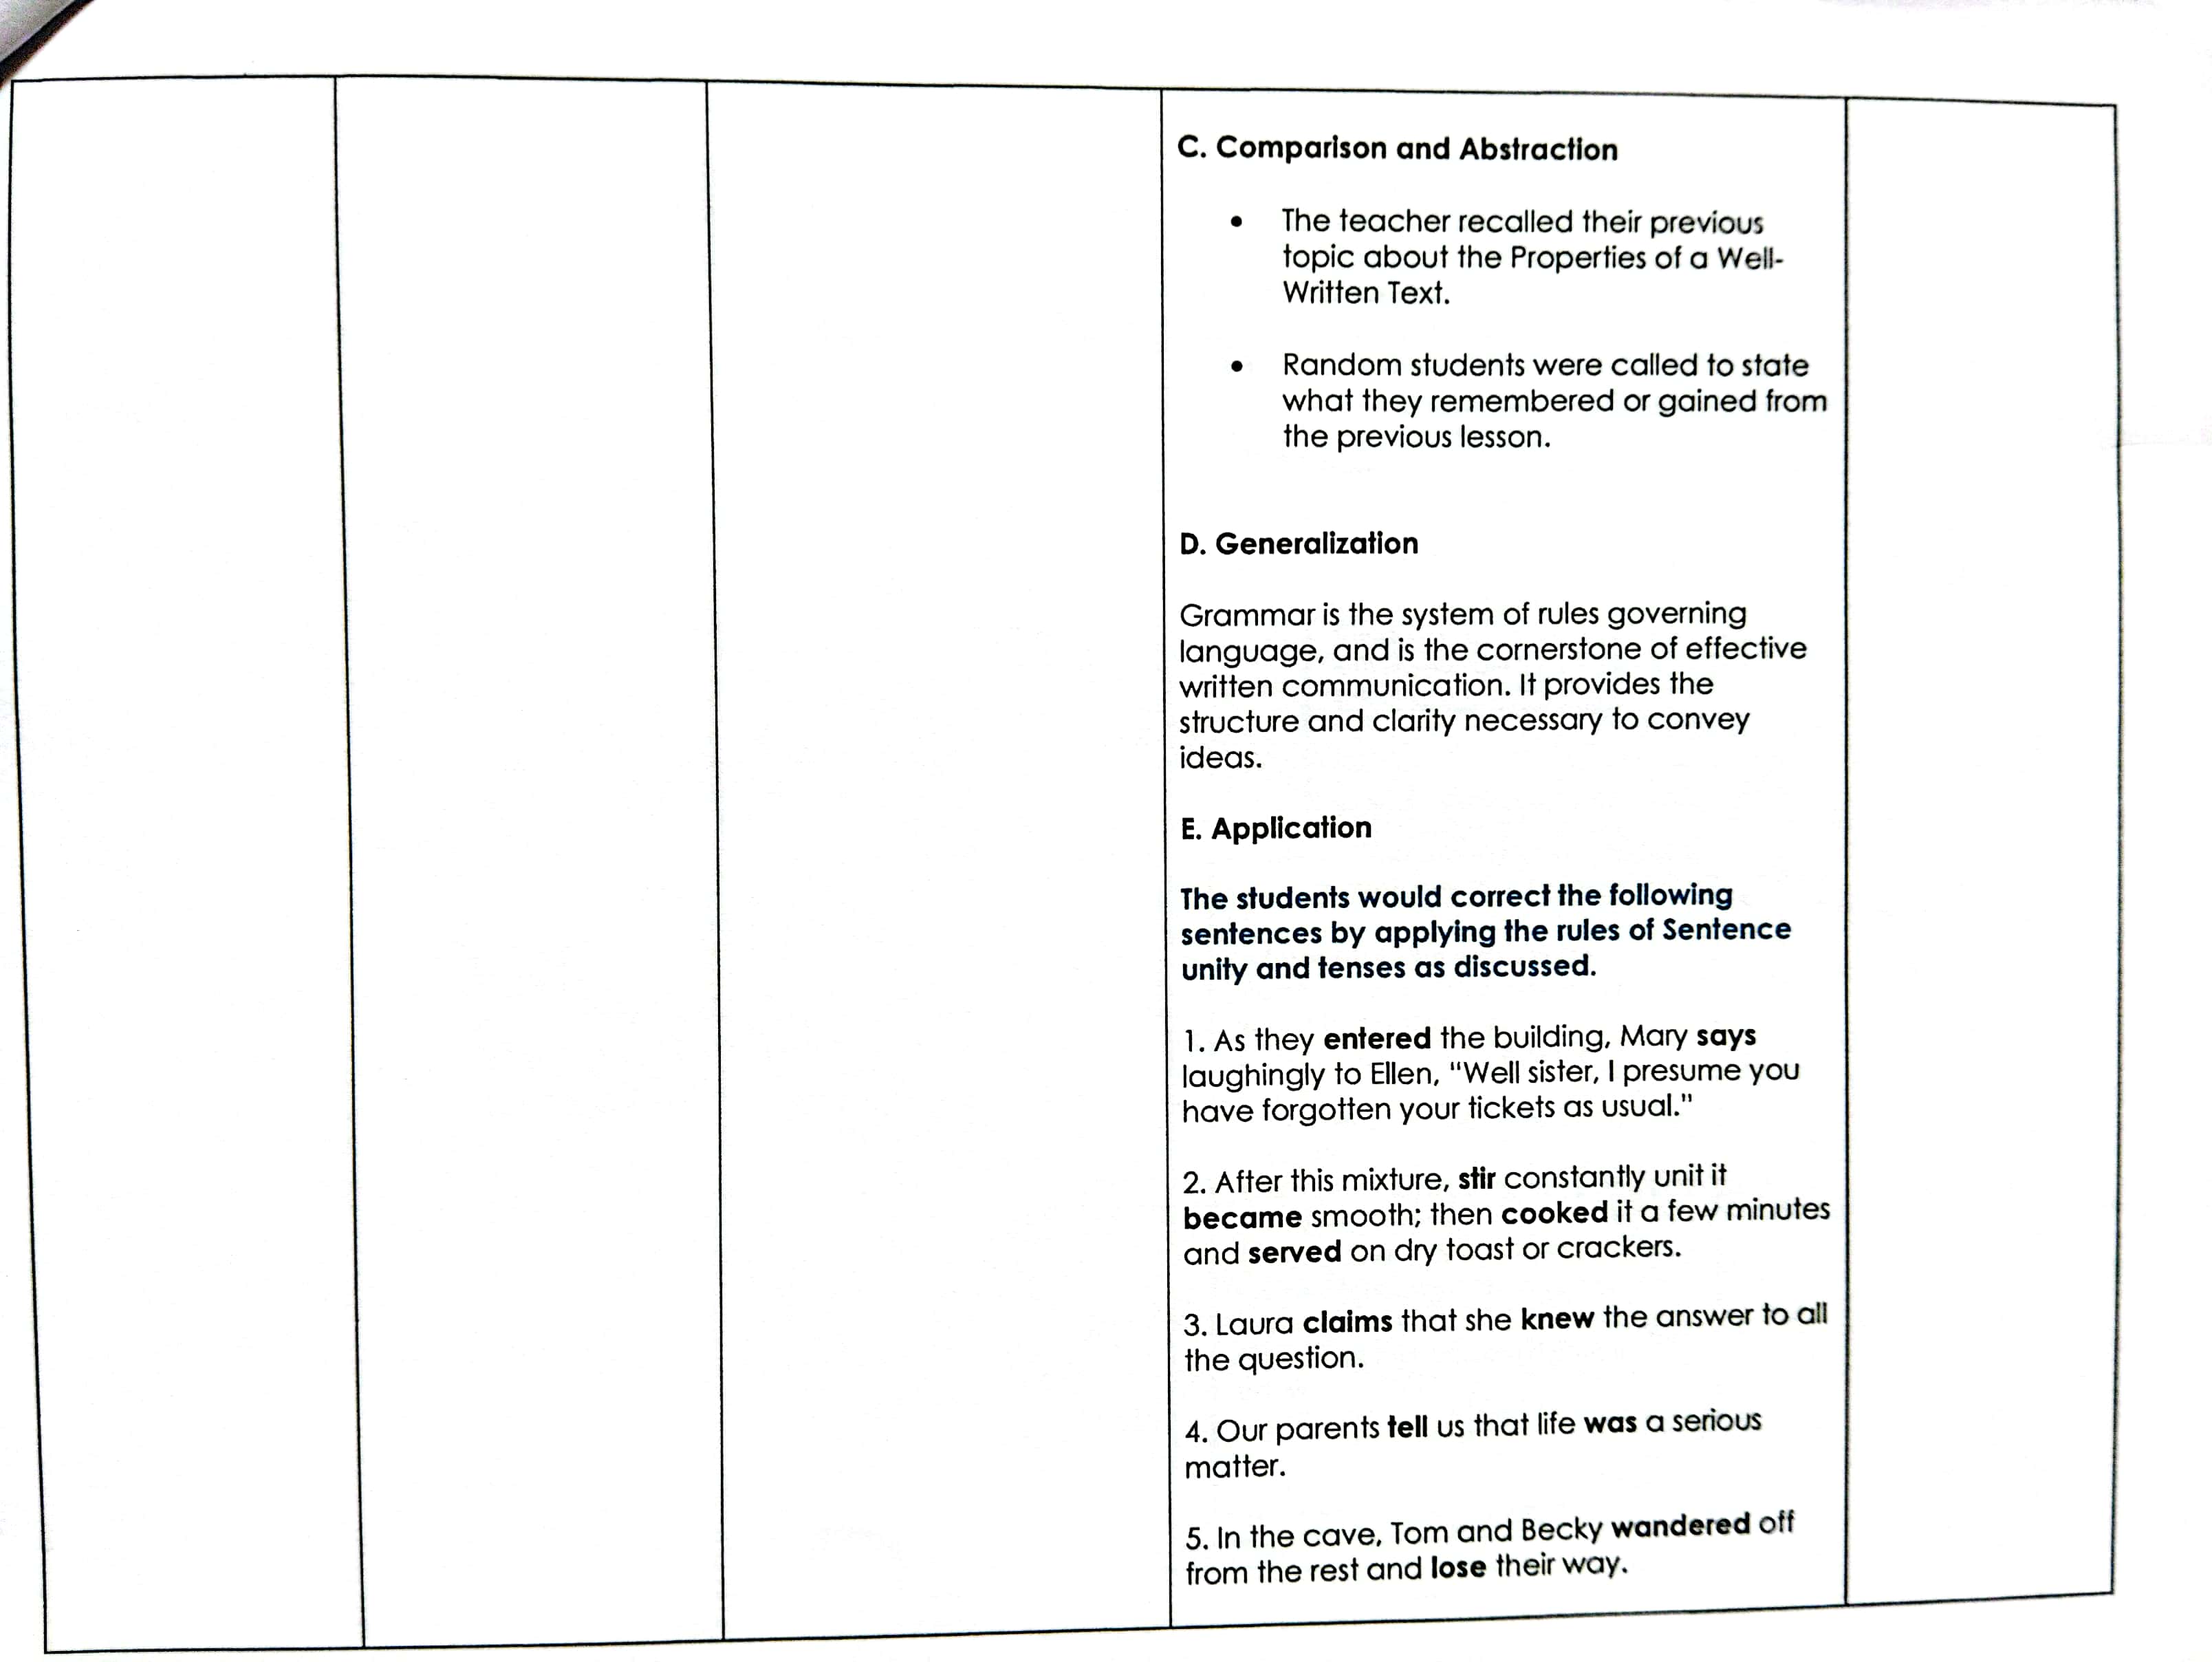 C. Comparison and Abstraction
• The teacher recalled their previous
topic about the Properties of a Well-
Written Text.
• Random students were called to state
what they remembered or gained from
the previous lesson.
D. Generalization
Grammar is the system of rules governing
language, and is the cornerstone of effective
written communication. It provides the
structure and clarity necessary to convey
ideas.
E. Application
The students would correct the following
sentences by applying the rules of Sentence
unity and tenses as discussed.
1. As they entered the building, Mary says
laughingly to Ellen, "Well sister, I presume you
have forgotten your tickets as usual."
2. After this mixture, stir constantly unit it
became smooth; then cooked it a few minutes
and served on dry toast or crackers.
3. Laura claims that she knew the answer to all
the question.
4. Our parents tell us that life was a serious
matter.
5. In the cave, Tom and Becky wandered off
from the rest and lose their way.